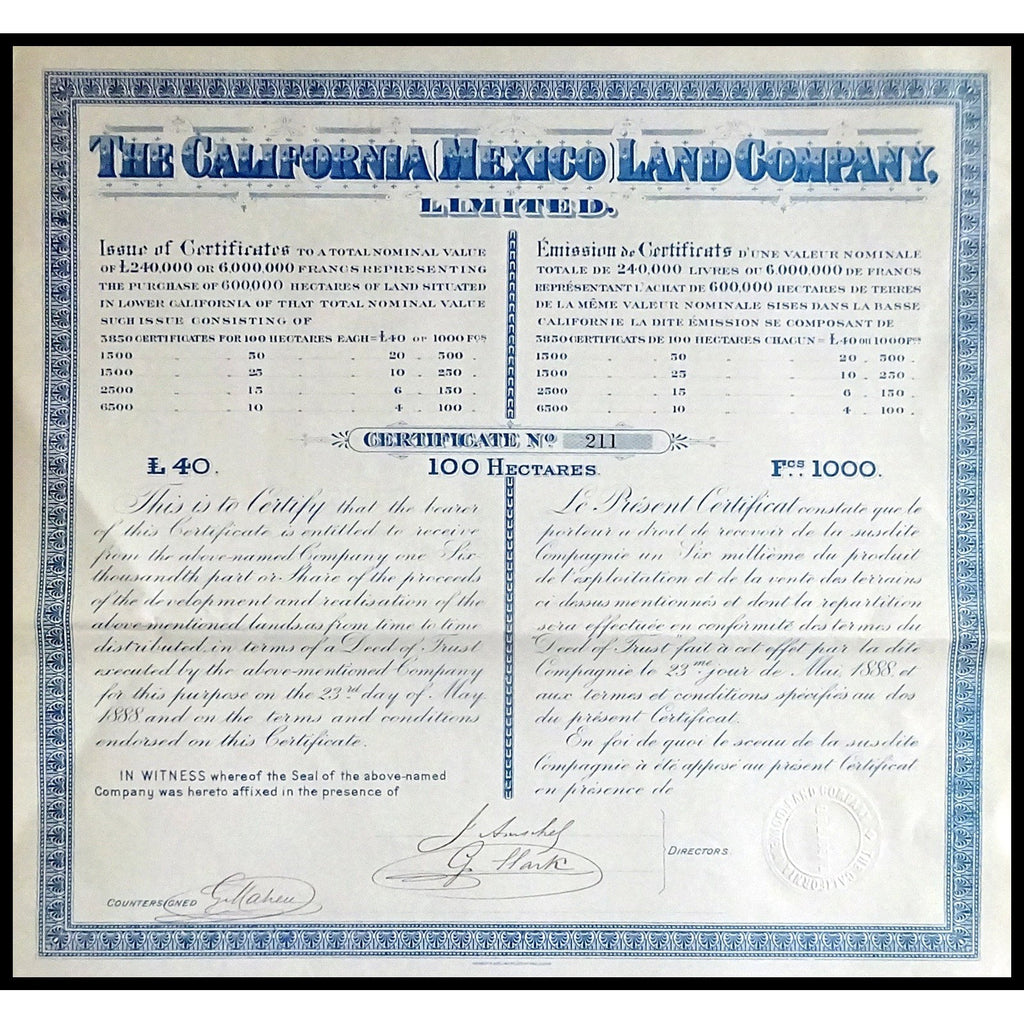 THE CALIFORNIA (MEXICO) LAND COMPANY,
LIMITED.
Issue of Certificates TO A TOTAL NOMINAL VALUE
OF £240,000 OR 6,000,000 FRANCS REPRESENTING
THE PURCHASE OF 600,000 HECTARES OF LAND SITUATED
IN LOWER CALIFORNIA OF THAT TOTAL NOMINAL VALUE
SUCH ISSUE CONSISTING OF
3850 CERTIFICATES FOR 100 HECTARES EACH = £40 or 1000 Fcs
1500 „ 50 „ 20 „ 500 „
1500 „ 25 „ 10 „ 250 „
2500 „ 15 „ 6 „ 150 „
6500 „ 10 „ 4 „ 100 „
Émission de Certificats D'UNE VALEUR NOMINALE
TOTALE DE 240,000 LIVRES OU 6,000,000 DE FRANCS
REPRÉSENTANT L'ACHAT DE 600,000 HECTARES DE TERRES
DE LA MÊME VALEUR NOMINALE SISES DANS LA BASSE
CALIFORNIE LA DITE ÉMISSION SE COMPOSANT DE
3850 CERTIFICATS DE 100 HECTARES CHACUN = £40 OU 1000 Fcs
1500 „ 50 „ 20 „ 500 „
1500 „ 25 „ 10 „ 250 „
2500 „ 15 „ 6 „ 150 „
6500 „ 10 „ 4 „ 100 „
CERTIFICATE No 211
£ 40. 100 HECTARES. Fcs 1000.
This is to Certify that the bearer
of this Certificate is entitled to receive
from the above-named Company one Six-
thousandth part or Share of the proceeds
of the development and realisation of the
above-mentioned lands, as from time to time
distributed, in terms of a Deed of Trust
executed by the above-mentioned Company
for this purpose on the 23rd day of May
1888 and on the terms and conditions
endorsed on this Certificate.
IN WITNESS whereof the Seal of the above-named
Company was hereto affixed in the presence of
Le Présent Certificat constate que le
porteur a droit de recevoir de la susdite
Compagnie un Six millième du produit
de l'exploitation et de la vente des terrains
ci dessus mentionnés et dont la repartition
sera effectuée en conformité des termes du
"Deed of Trust" fait à cet effet par la dite
Compagnie le 23me jour de Mai, 1888 et
aux termes et conditions spécifiés au dos
du présent Certificat.
En foi de quoi le sceau de la susdite
Compagnie à été apposé au présent Certificat
en présence de
DIRECTORS.
COUNTERSIGNED